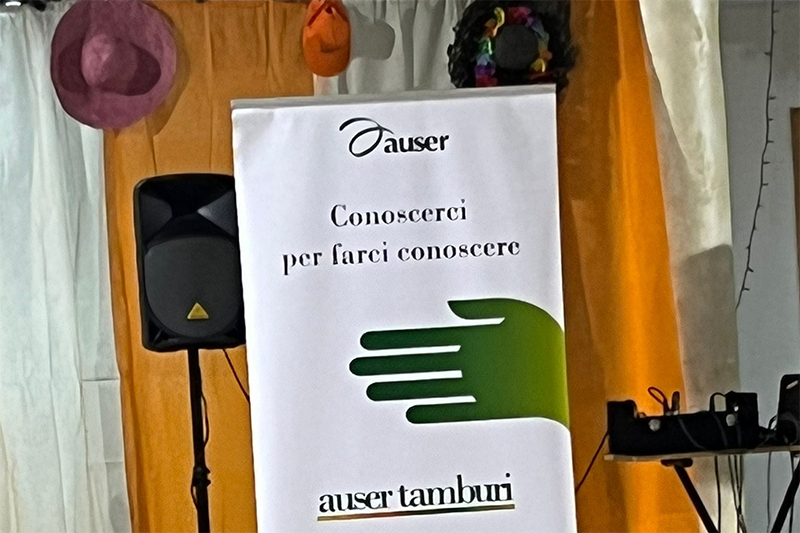 auser
Conoscerci
per farci conoscere
auser tamburi